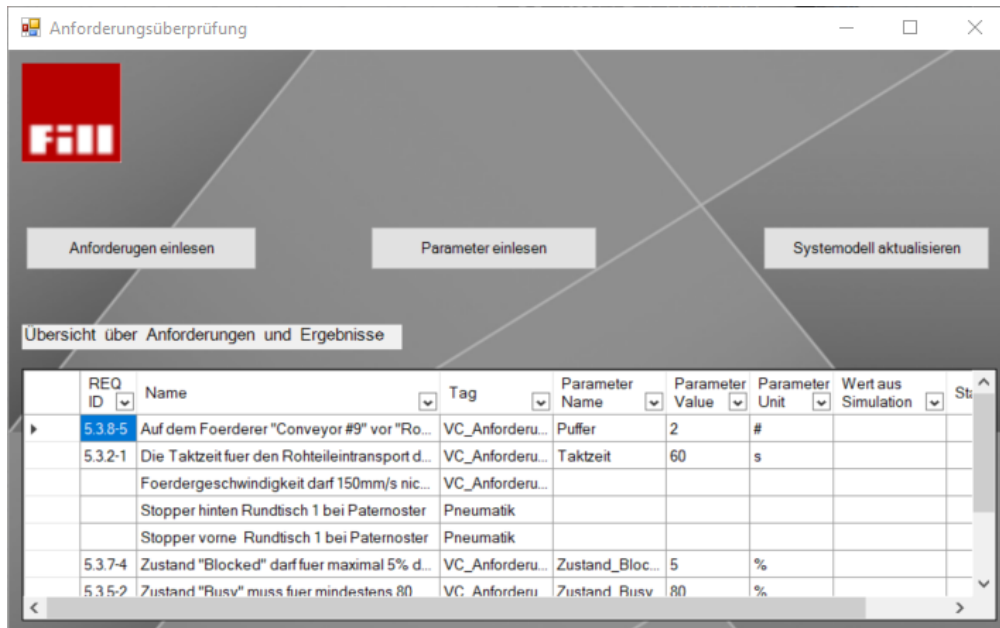 Anforderungsüberprüfung
Fill
Anforderugen einlesen
Parameter einlesen
Systemodell aktualisieren
Übersicht über Anforderungen und Ergebnisse
REQ ID Name Tag Parameter Name Parameter Value Parameter Unit Wert aus Simulation Sta
5.3.8-5 Auf dem Foerderer "Conveyor #9" vor "Ro... VC_Anforderu... Puffer 2 #
5.3.2-1 Die Taktzeit fuer den Rohteileintransport d... VC_Anforderu... Taktzeit 60 s
Foerdergeschwindigkeit darf 150mm/s nic... VC_Anforderu...
Stopper hinten Rundtisch 1 bei Paternoster Pneumatik
Stopper vorne Rundtisch 1 bei Paternoster Pneumatik
5.3.7-4 Zustand "Blocked" darf fuer maximal 5% d... VC_Anforderu... Zustand_Bloc... 5 %
5.3.5-2 Zustand "Busy" muss fuer mindestens 80 VC_Anforderu Zustand_Busy 80 %